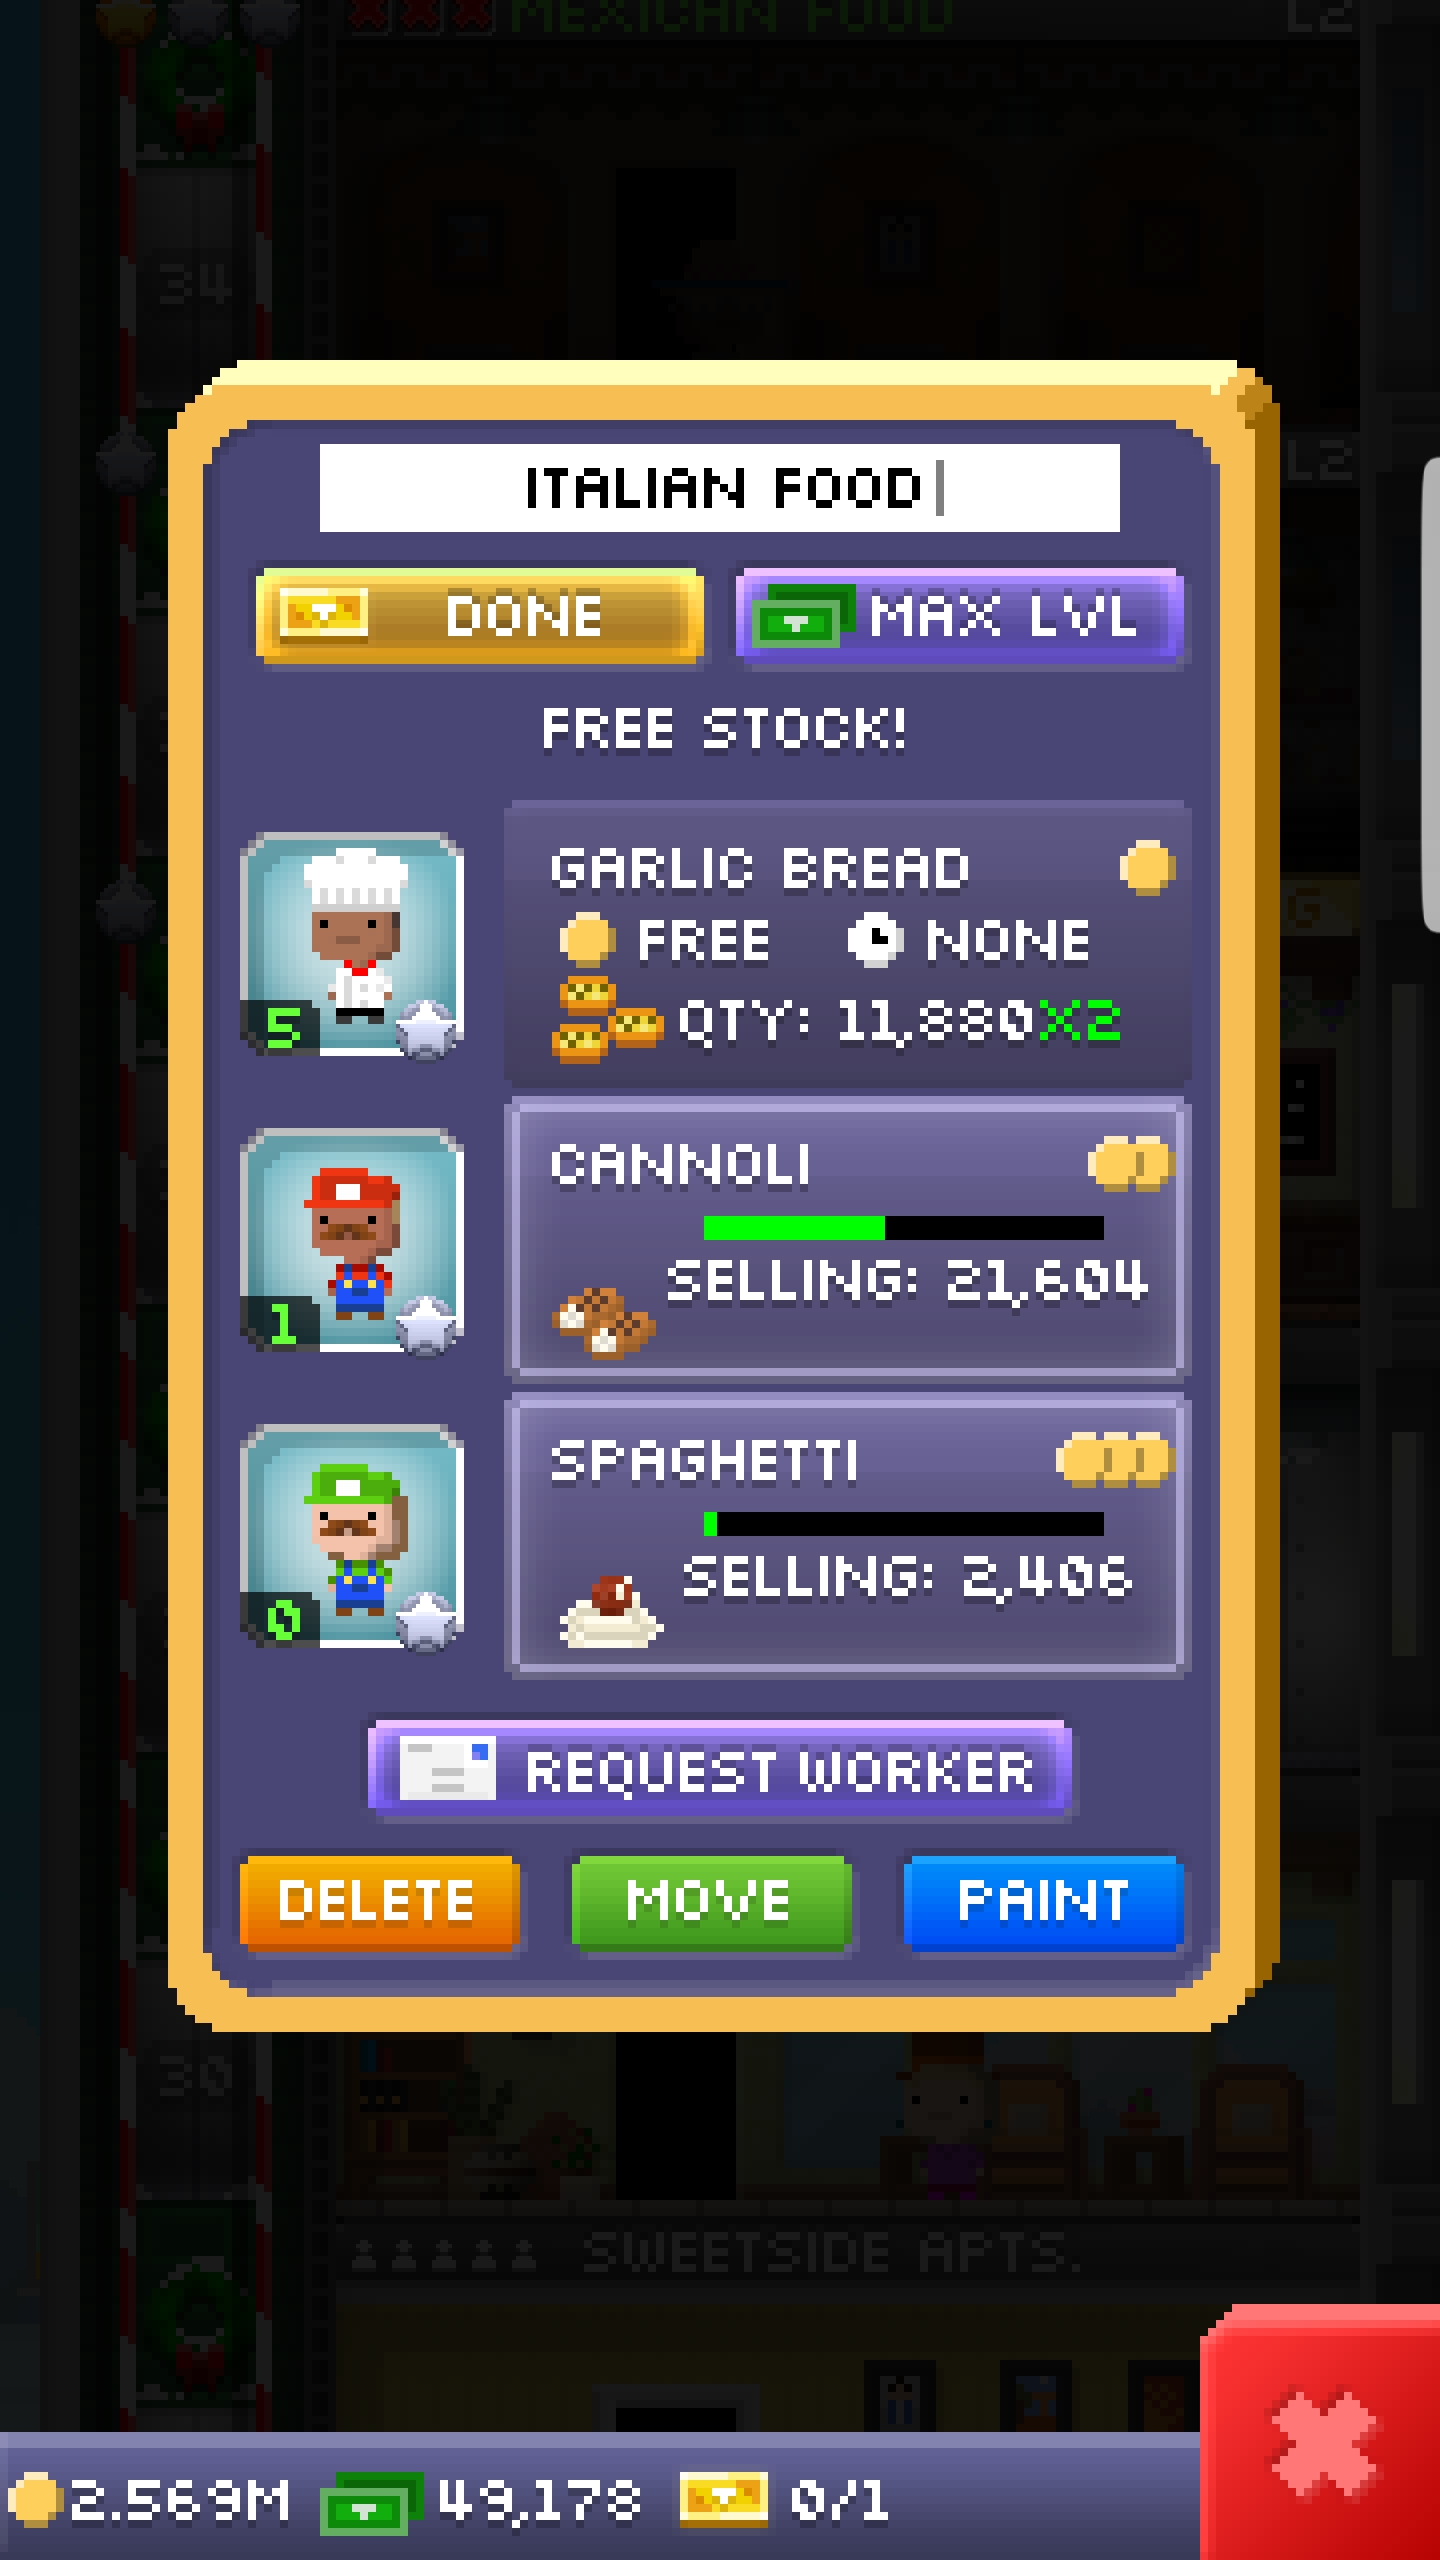 MEXICAN FOOD L2
34
L2
ITALIAN FOOD
DONE MAX LVL
FREE STOCK!
GARLIC BREAD
FREE NONE
5 QTY: 11,880X2
CANNOLI
SELLING: 21,604
1
SPAGHETTI
SELLING: 2,406
0
REQUEST WORKER
DELETE MOVE PAINT
30
SWEETSIDE APTS.
2.569M 49,178 0/1